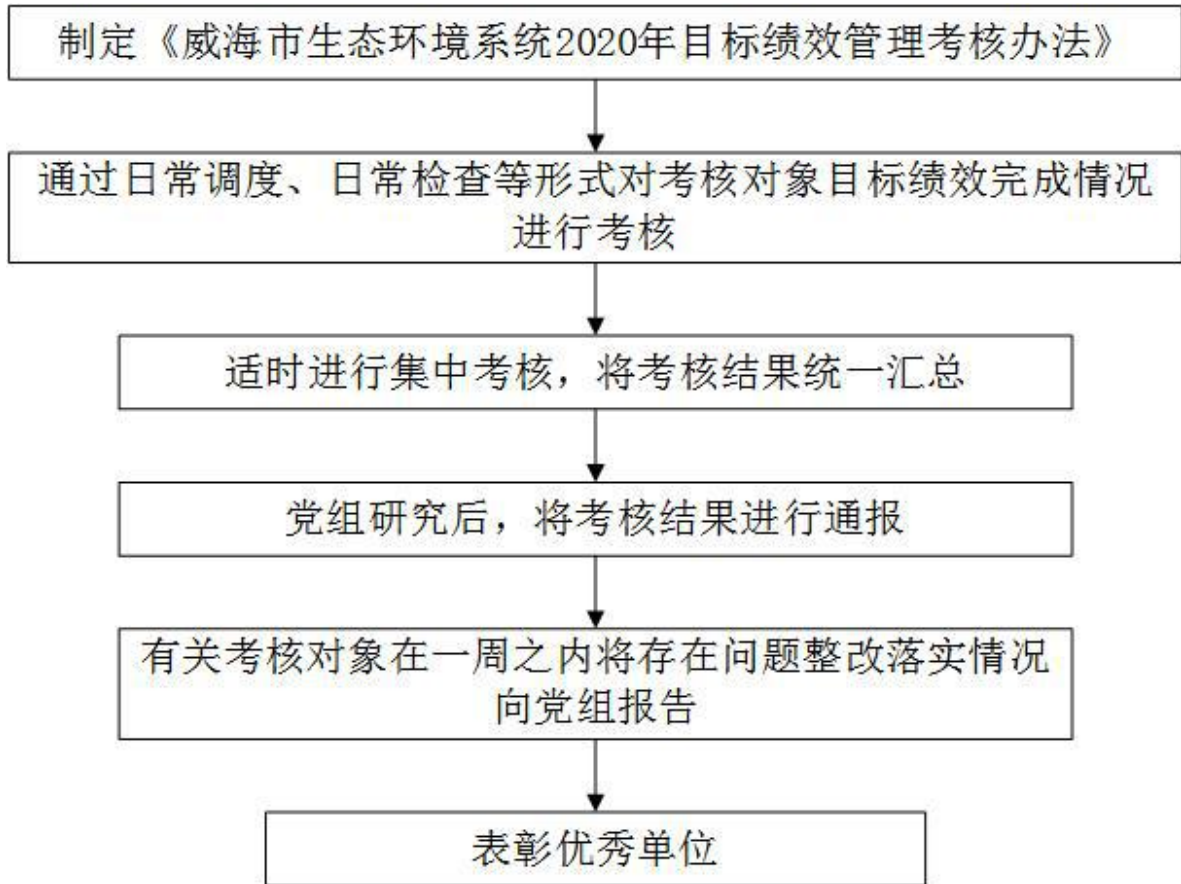 制定《威海市生态环境系统2020年目标绩效管理考核办法》
通过日常调度、日常检查等形式对考核对象目标绩效完成情况
进行考核
适时进行集中考核，将考核结果统一汇总
党组研究后，将考核结果进行通报
有关考核对象在一周之内将存在问题整改落实情况
向党组报告
表彰优秀单位